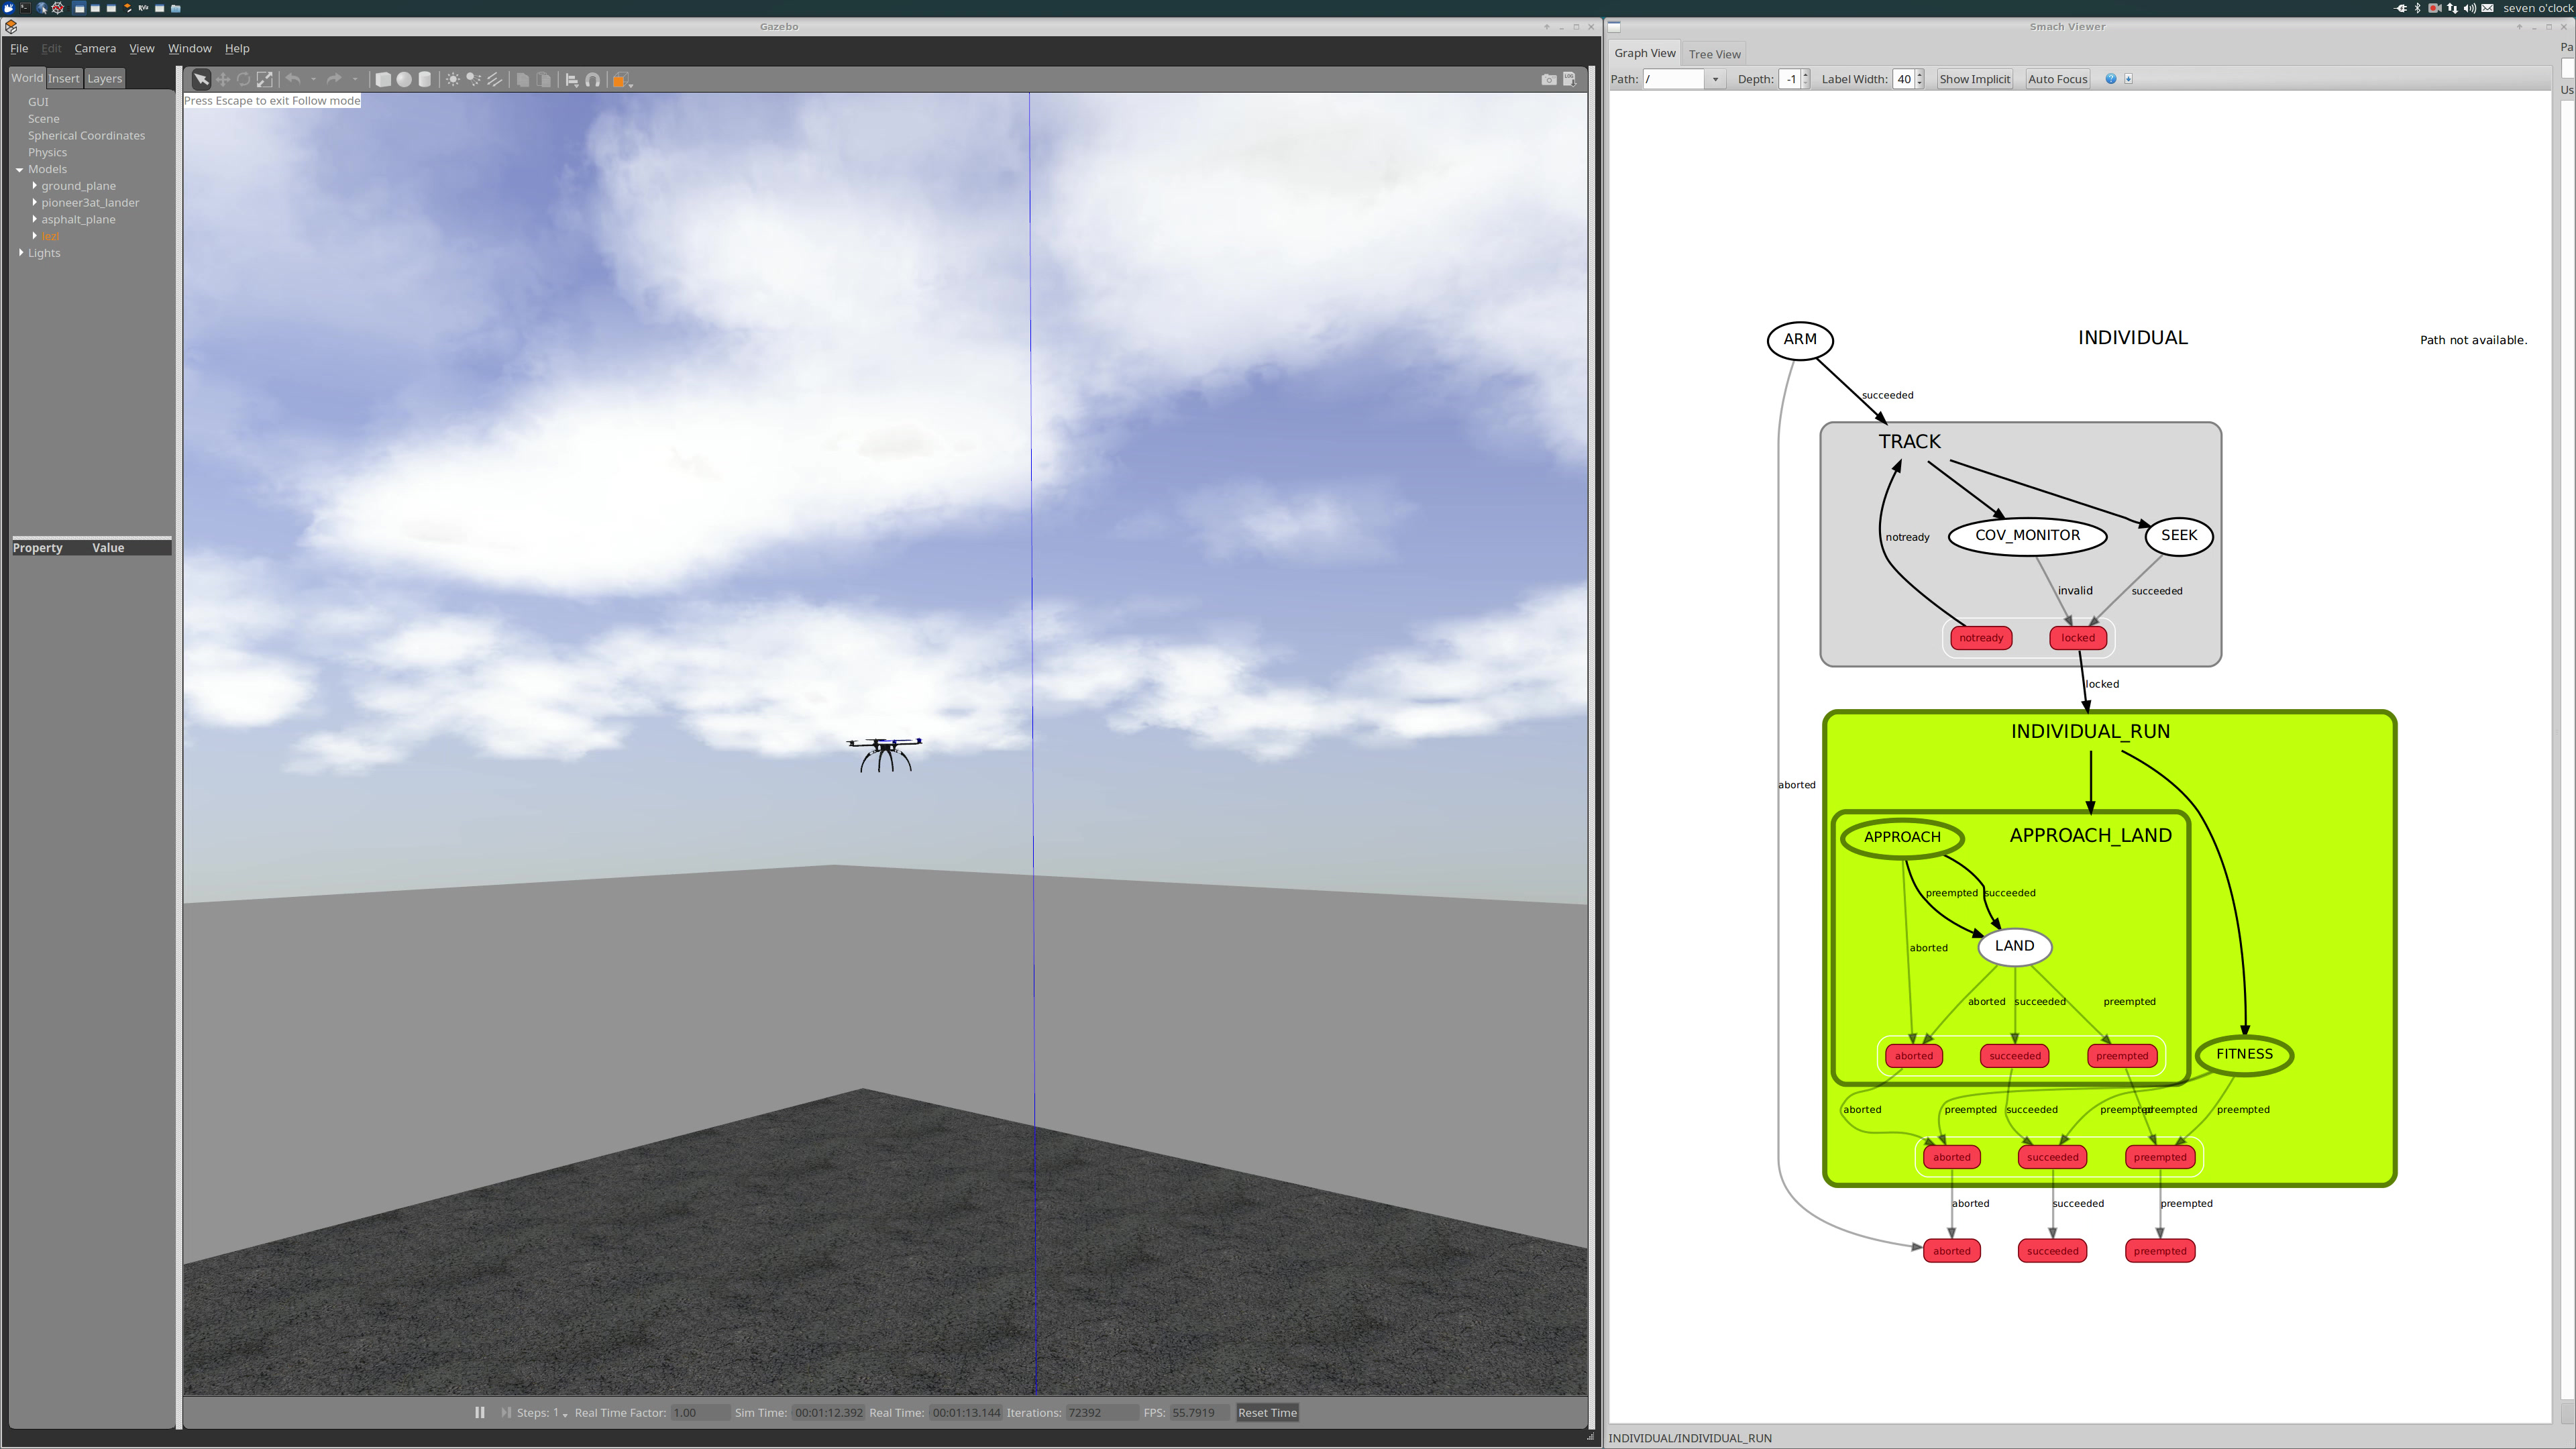 seven o'clock
Gazebo
File Edit Camera View Window Help
World Insert Layers
GUI
Scene
Spherical Coordinates
Physics
Models
ground_plane
pioneer3at_lander
asphalt_plane
lezl
Lights
Property Value
Press Escape to exit Follow mode
Steps: 1 Real Time Factor: 1.00 Sim Time: 00:01:12.392 Real Time: 00:01:13.144 Iterations: 72392 FPS: 55.7919 Reset Time
Smach Viewer
Graph View Tree View
Path: / Depth: -1 Label Width: 40 Show Implicit Auto Focus
Pa
Us
ARM
INDIVIDUAL
Path not available.
succeeded
TRACK
COV_MONITOR
SEEK
notready
invalid
succeeded
notready
locked
locked
INDIVIDUAL_RUN
aborted
APPROACH
APPROACH_LAND
preempted
succeeded
aborted
LAND
aborted
succeeded
preempted
aborted
succeeded
preempted
FITNESS
aborted
preempted
succeeded
preempted
preempted
preempted
aborted
succeeded
preempted
aborted
succeeded
preempted
aborted
succeeded
preempted
INDIVIDUAL/INDIVIDUAL_RUN